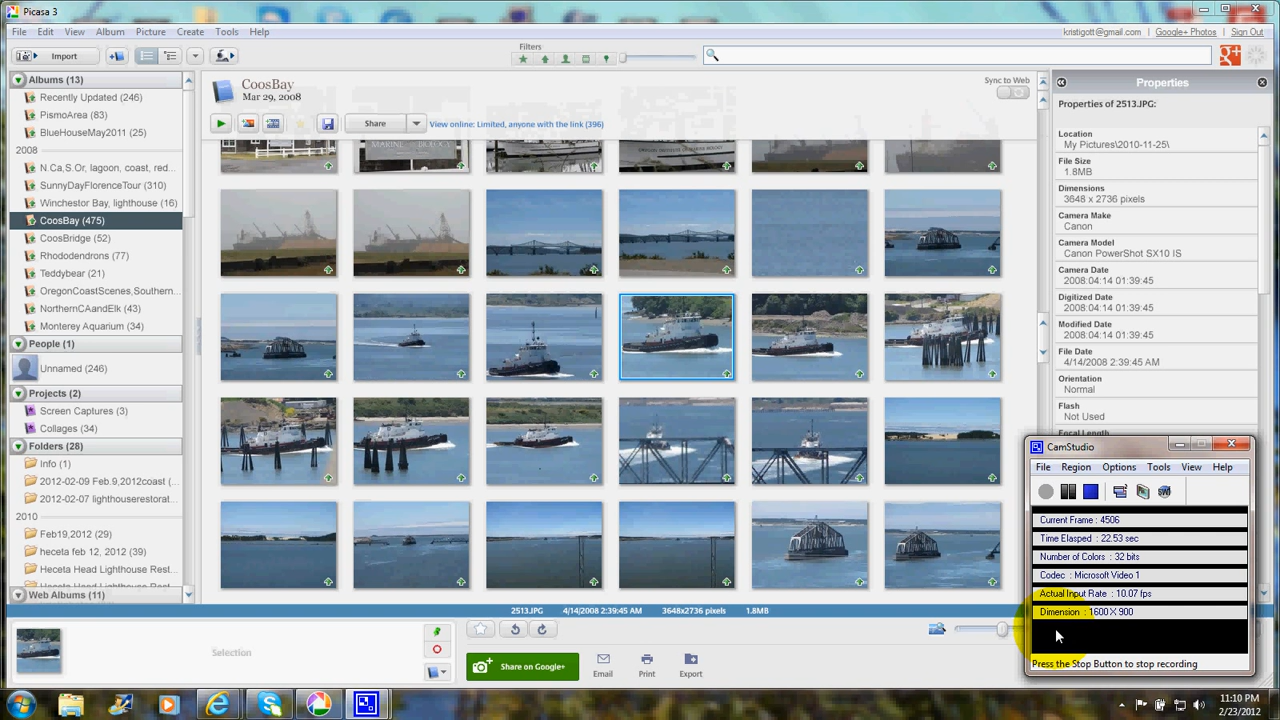 Picasa 3
File Edit View Album Picture Create Tools Help
kristigott@gmail.com | Google+ Photos | Sign Out
Import
Filters
Albums (13)
Recently Updated (246)
PismoArea (83)
BlueHouseMay2011 (25)
2008
N.Ca,S.Or, lagoon, coast, red...
SunnyDayFlorenceTour (310)
Winchestor Bay, lighthouse (16)
CoosBay (475)
CoosBridge (52)
Rhododendrons (77)
Teddybear (21)
OregonCoastScenes,Southern...
NorthernCAandElk (43)
Monterey Aquarium (34)
People (1)
Unnamed (246)
Projects (2)
Screen Captures (3)
Collages (34)
Folders (28)
Info (1)
2012-02-09 Feb.9,2012coast (...
2012-02-07 lighthouserestorat...
2010
Feb19,2012 (29)
heceta feb 12, 2012 (39)
Heceta Head Lighthouse Rest...
Web Albums (11)
CoosBay
Mar 29, 2008
Sync to Web
Share
View online: Limited, anyone with the link (396)
MARINE BIOLOGY
2513.JPG 4/14/2008 2:39:45 AM 3648x2736 pixels 1.8MB
Selection
Share on Google+
Email
Print
Export
Properties
Properties of 2513.JPG:
Location
My Pictures\2010-11-25\
File Size
1.8MB
Dimensions
3648 x 2736 pixels
Camera Make
Canon
Camera Model
Canon PowerShot SX10 IS
Camera Date
2008:04:14 01:39:45
Digitized Date
2008:04:14 01:39:45
Modified Date
2008:04:14 01:39:45
File Date
4/14/2008 2:39:45 AM
Orientation
Normal
Flash
Not Used
Focal Length
CamStudio
File Region Options Tools View Help
Current Frame : 4506
Time Elasped : 22.53 sec
Number of Colors : 32 bits
Codec : Microsoft Video 1
Actual Input Rate : 10.07 fps
Dimension : 1600 X 900
Press the Stop Button to stop recording
11:10 PM
2/23/2012